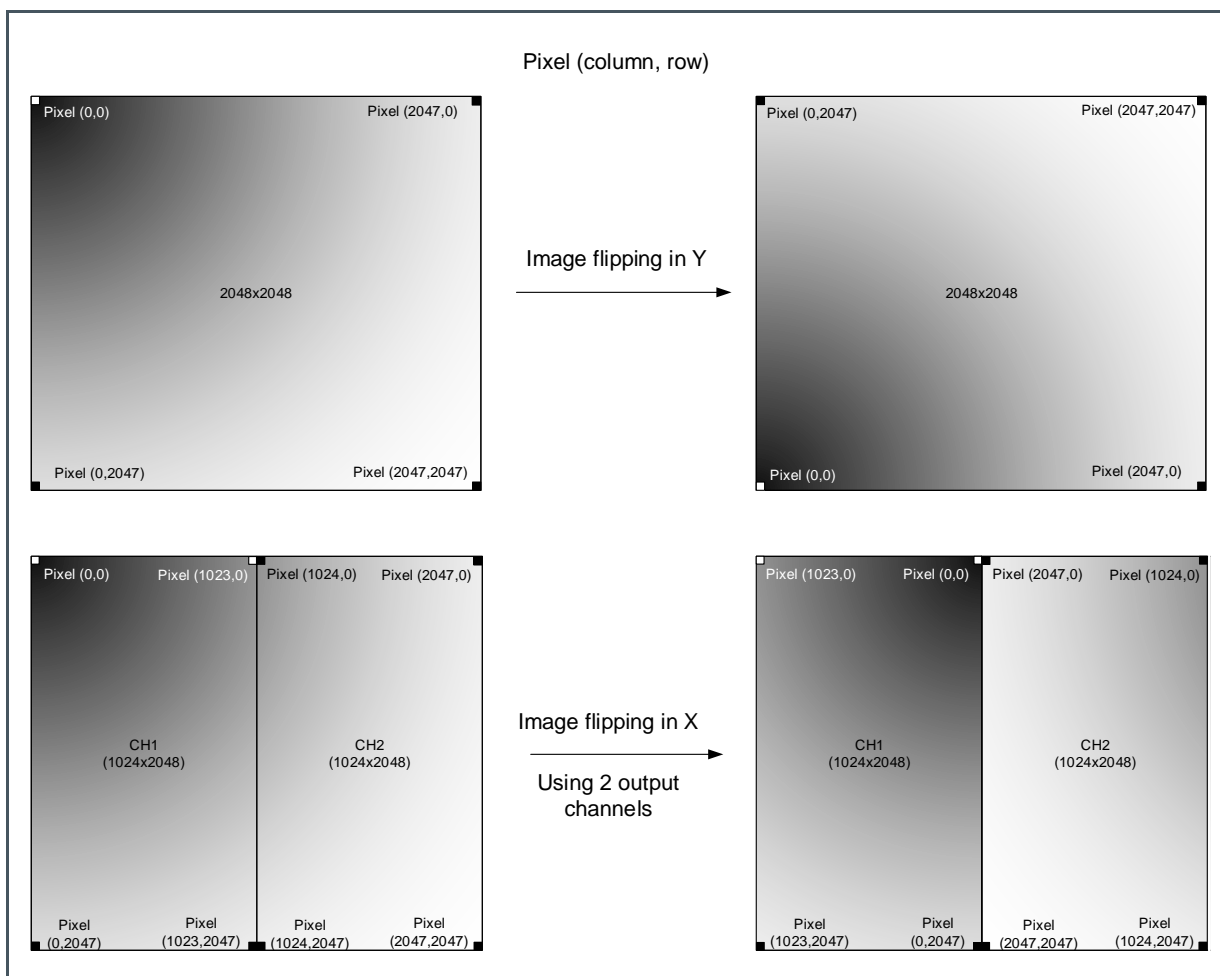 Pixel (column, row)
Pixel (0,0)
Pixel (2047,0)
2048x2048
Pixel (0,2047)
Pixel (2047,2047)
Image flipping in Y
Pixel (0,2047)
Pixel (2047,2047)
2048x2048
Pixel (0,0)
Pixel (2047,0)
Pixel (0,0)
Pixel (1023,0)
Pixel (1024,0)
Pixel (2047,0)
CH1
(1024x2048)
CH2
(1024x2048)
Pixel
(0,2047)
Pixel
(1023,2047)
Pixel
(1024,2047)
Pixel
(2047,2047)
Image flipping in X
Using 2 output
channels
Pixel (1023,0)
Pixel (0,0)
Pixel (2047,0)
Pixel (1024,0)
CH1
(1024x2048)
CH2
(1024x2048)
Pixel
(1023,2047)
Pixel
(0,2047)
Pixel
(2047,2047)
Pixel
(1024,2047)